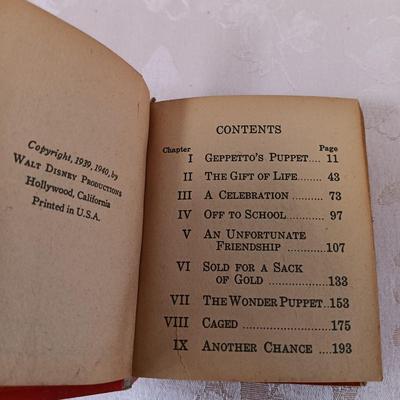 Copyright, 1939, 1940, by
WALT DISNEY PRODUCTIONS
Hollywood, California
Printed in U.S.A.
CONTENTS
Chapter Page
I GEPPETTO'S PUPPET.... 11
II THE GIFT OF LIFE.... 43
III A CELEBRATION ........ 73
IV OFF TO SCHOOL......... 97
V AN UNFORTUNATE
FRIENDSHIP ..........107
VI SOLD FOR A SACK
OF GOLD..............133
VII THE WONDER PUPPET.153
VIII CAGED ...................175
IX ANOTHER CHANCE ....193